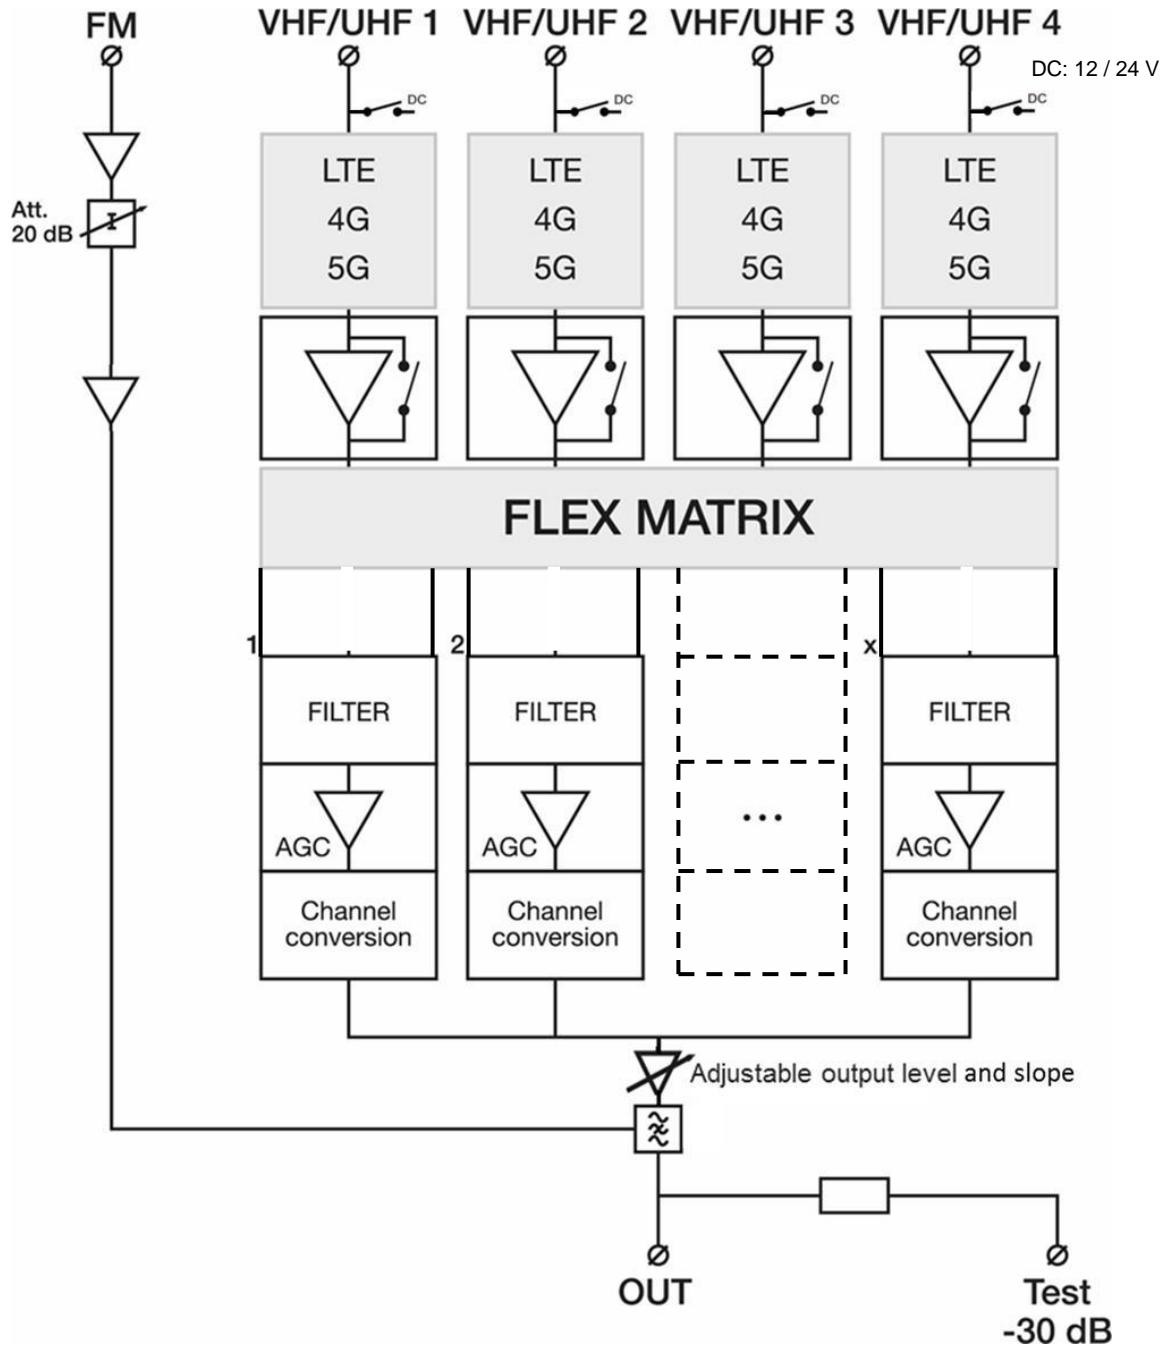 FM
VHF/UHF 1
VHF/UHF 2
VHF/UHF 3
VHF/UHF 4
DC: 12 / 24 V
DC
DC
DC
DC
LTE
4G
5G
LTE
4G
5G
LTE
4G
5G
LTE
4G
5G
Att.
20 dB
FLEX MATRIX
1
2
x
FILTER
FILTER
FILTER
AGC
AGC
...
AGC
Channel
conversion
Channel
conversion
Channel
conversion
Adjustable output level and slope
OUT
Test
-30 dB